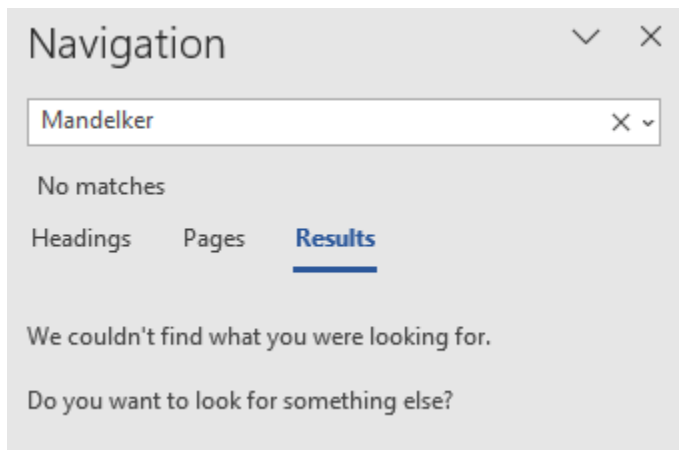 Navigation
Mandelker
No matches
Headings Pages Results
We couldn't find what you were looking for.
Do you want to look for something else?